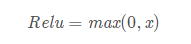 Relu = max(0, x)